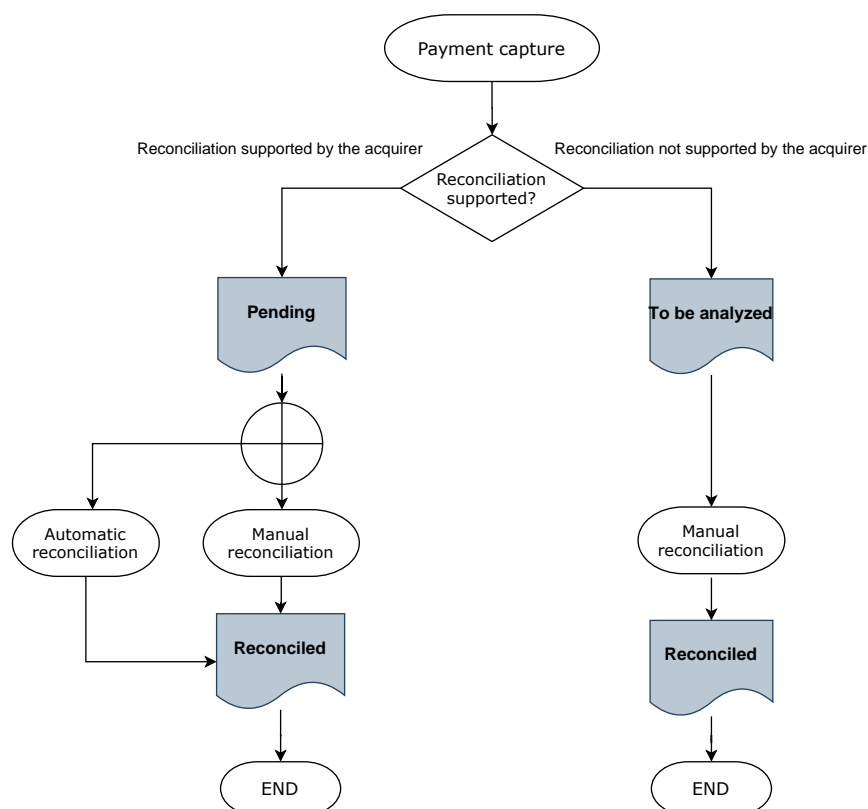 Payment capture
Reconciliation supported by the acquirer
Reconciliation not supported by the acquirer
Reconciliation
supported?
Pending
To be analyzed
Automatic
reconciliation
Manual
reconciliation
Manual
reconciliation
Reconciled
Reconciled
END
END